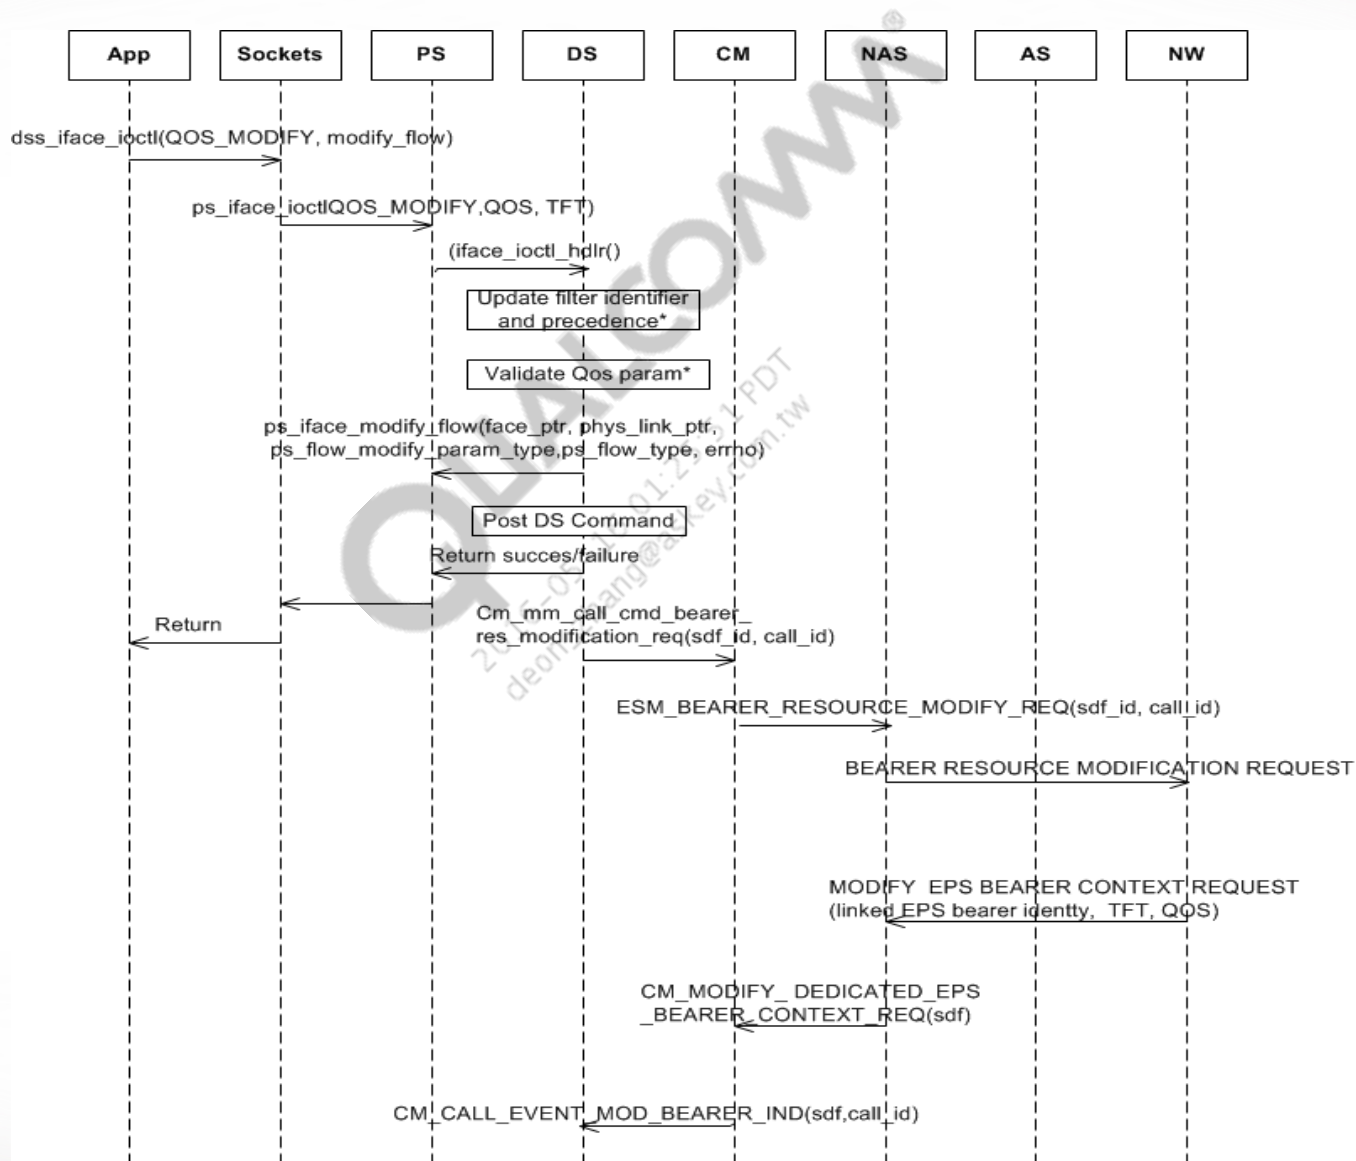 App Sockets PS DS CM NAS AS NW
dss_iface_ioctl(QOS_MODIFY, modify_flow)
ps_iface_ioctlQOS_MODIFY,QOS, TFT)
(iface_ioctl_hdlr()
Update filter identifier
and precedence*
Validate Qos param*
ps_iface_modify_flow(face_ptr, phys_link_ptr,
ps_flow_modify_param_type,ps_flow_type, errno)
Post DS Command
Return succes/failure
Return
Cm_mm_call_cmd_bearer_
res_modification_req(sdf_id, call_id)
ESM_BEARER_RESOURCE_MODIFY_REQ(sdf_id, call_id)
BEARER RESOURCE MODIFICATION REQUEST
MODIFY EPS BEARER CONTEXT REQUEST
(linked EPS bearer identty, TFT, QOS)
CM_MODIFY_ DEDICATED_EPS
_BEARER_CONTEXT_REQ(sdf)
CM_CALL_EVENT_MOD_BEARER_IND(sdf,call_id)
QUALCOMM®